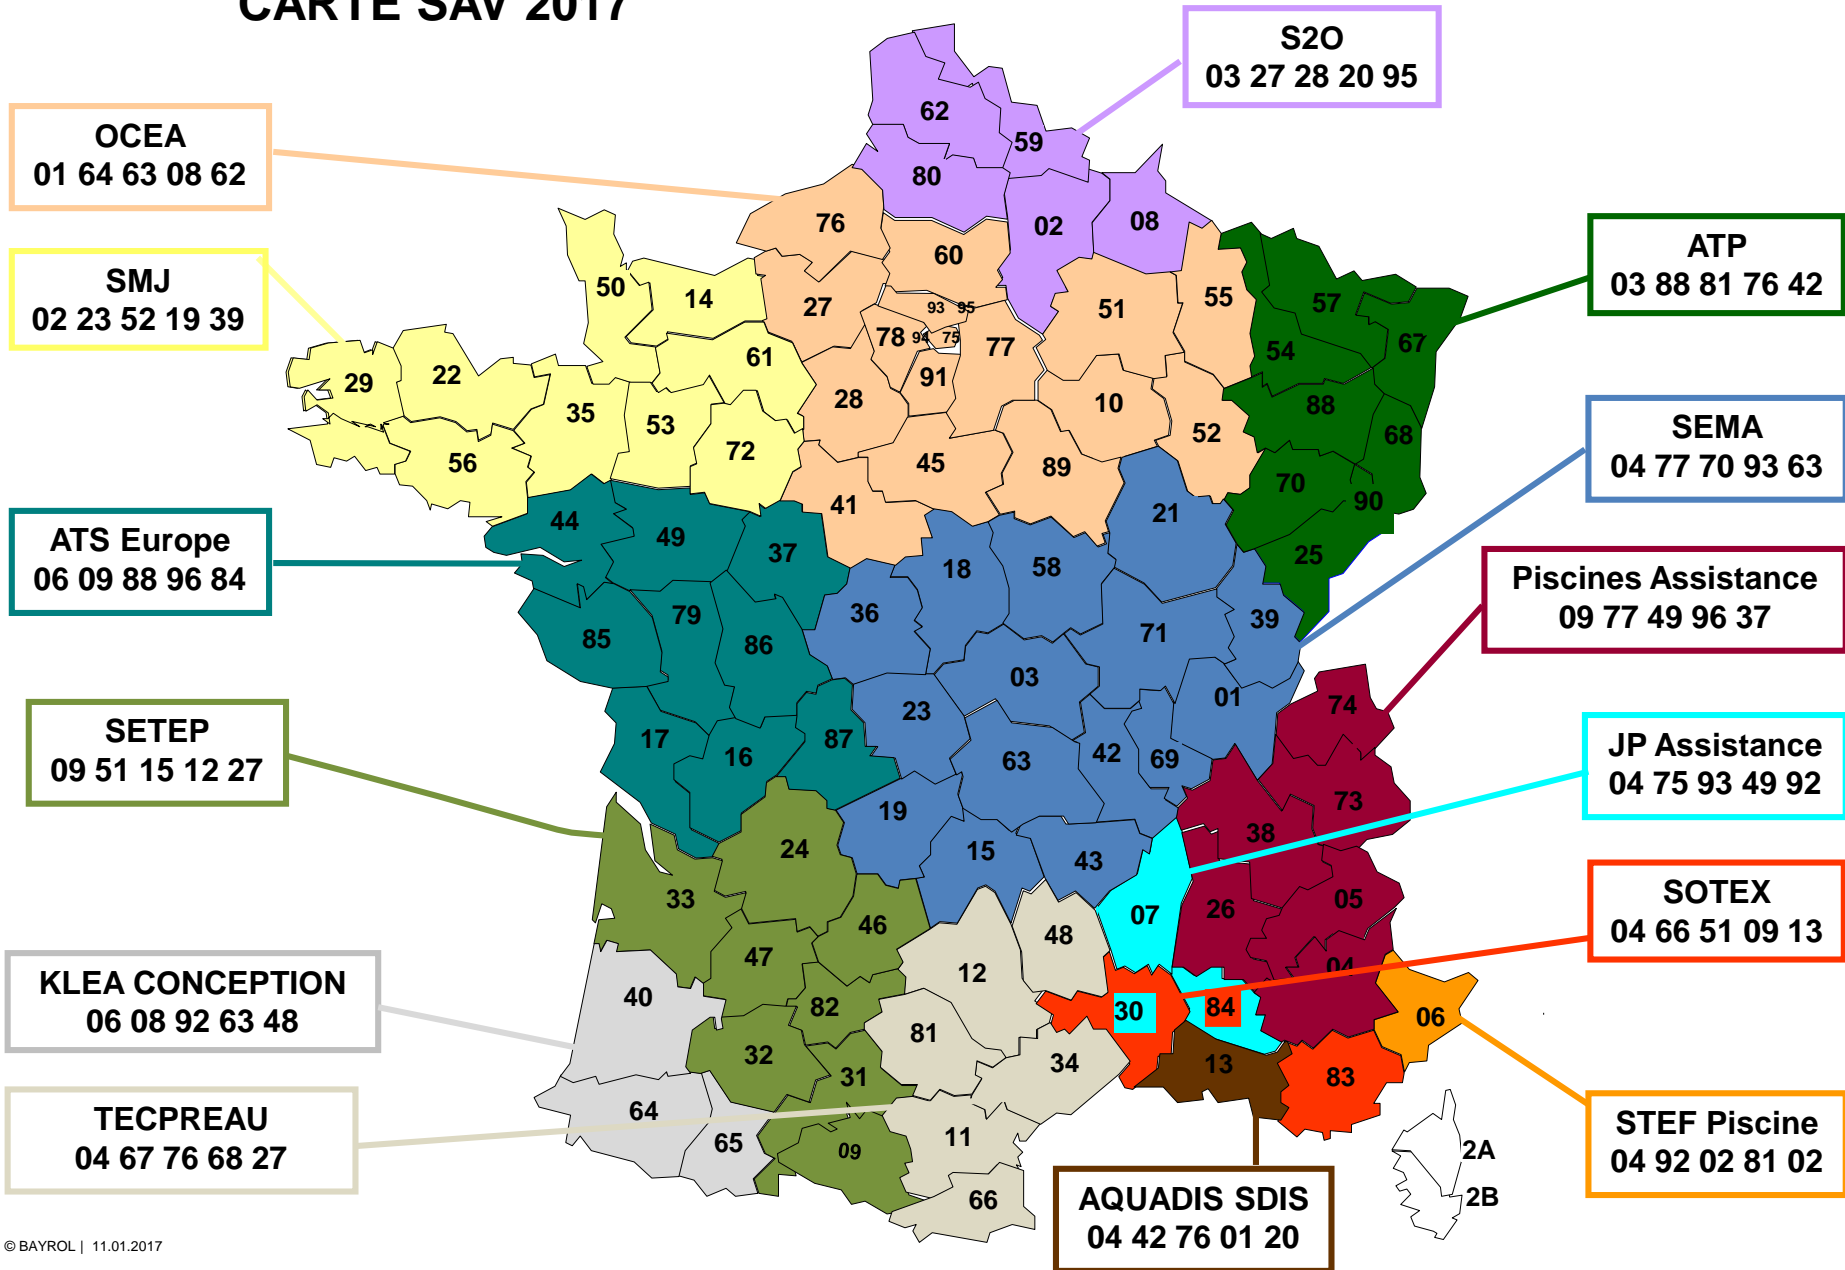 CARTE SAV 2017
S2O
03 27 28 20 95
OCEA
01 64 63 08 62
SMJ
02 23 52 19 39
ATS Europe
06 09 88 96 84
SETEP
09 51 15 12 27
KLEA CONCEPTION
06 08 92 63 48
TECPREAU
04 67 76 68 27
ATP
03 88 81 76 42
SEMA
04 77 70 93 63
Piscines Assistance
09 77 49 96 37
JP Assistance
04 75 93 49 92
SOTEX
04 66 51 09 13
STEF Piscine
04 92 02 81 02
AQUADIS SDIS
04 42 76 01 20
62
59
80
76
02
08
60
50
14
27
93
95
51
55
57
78
94
75
77
54
67
61
29
22
91
28
10
88
35
53
52
68
72
56
45
89
70
90
41
21
44
49
37
25
18
58
36
79
39
85
86
71
03
01
74
23
17
16
87
63
42
69
73
19
38
24
15
43
33
05
26
07
46
48
47
12
04
40
82
30
84
06
81
32
34
13
31
83
64
65
11
09
66
2A
2B
© BAYROL | 11.01.2017